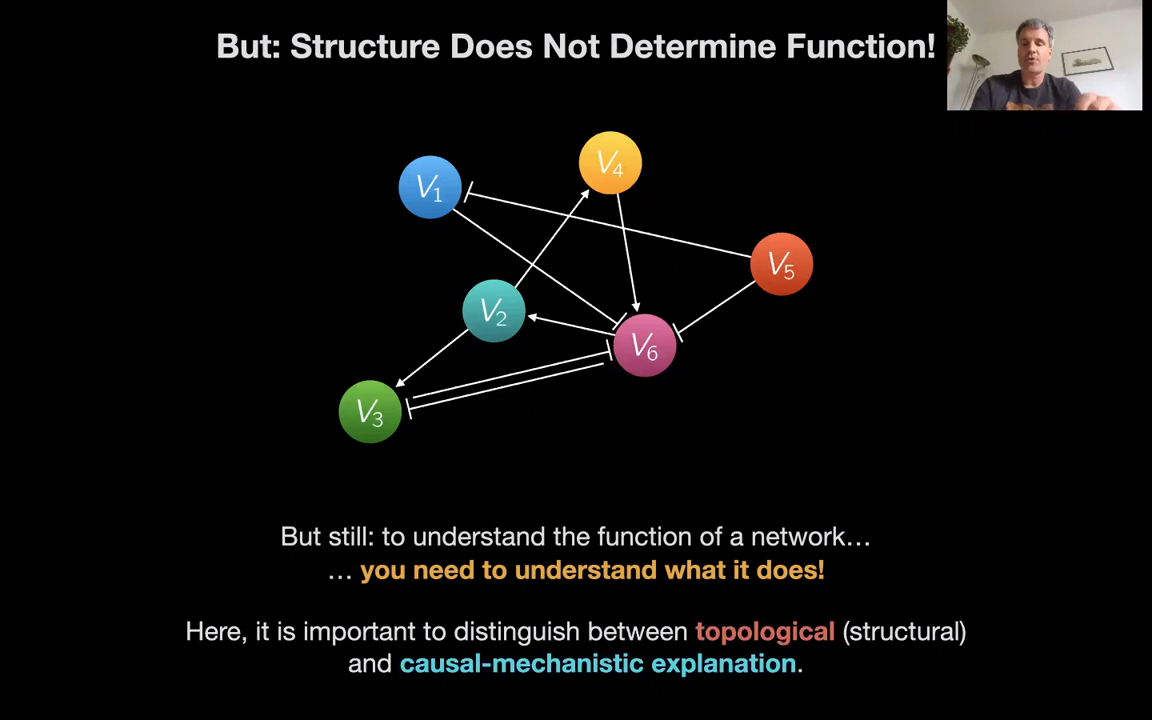 But: Structure Does Not Determine Function!
V4
V1
V5
V2
V6
V3
But still: to understand the function of a network…
… you need to understand what it does!
Here, it is important to distinguish between topological (structural)
and causal-mechanistic explanation.